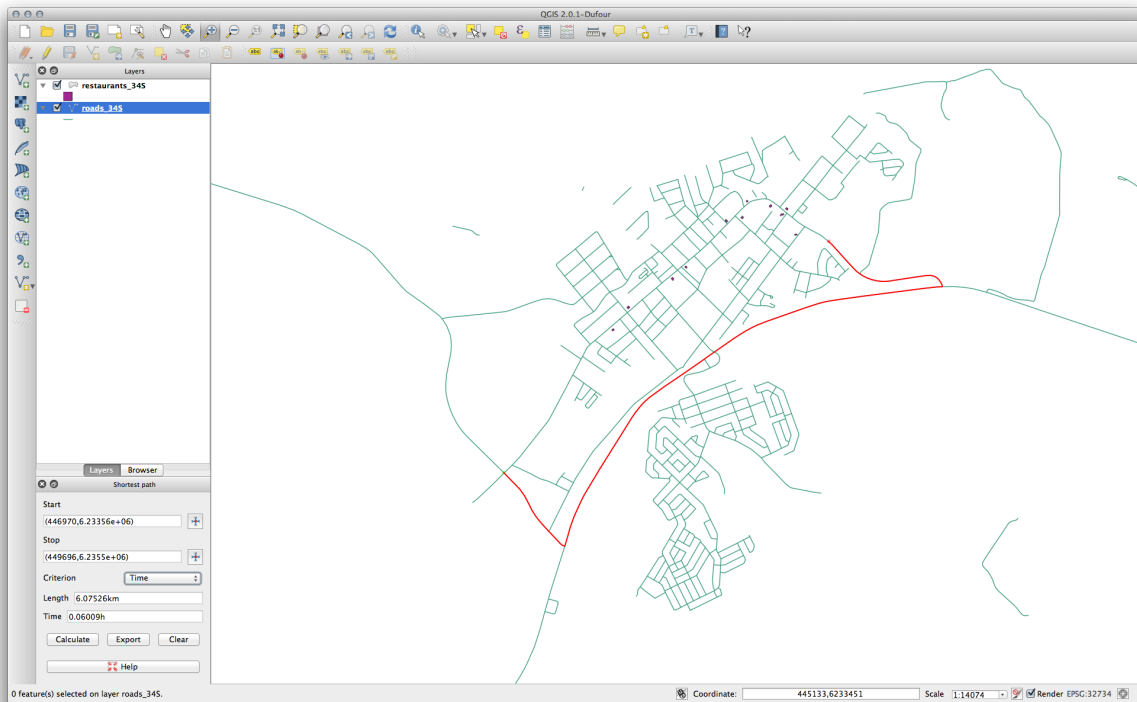 QGIS 2.0.1-Dufour
Layers
restaurants_34S
roads_34S
Layers Browser
Shortest path
Start
(446970,6.23356e+06)
Stop
(449696,6.2355e+06)
Criterion Time
Length 6.07526km
Time 0.06009h
Calculate Export Clear
Help
0 feature(s) selected on layer roads_34S.
Coordinate: 445133,6233451 Scale 1:14074 Render EPSG:32734